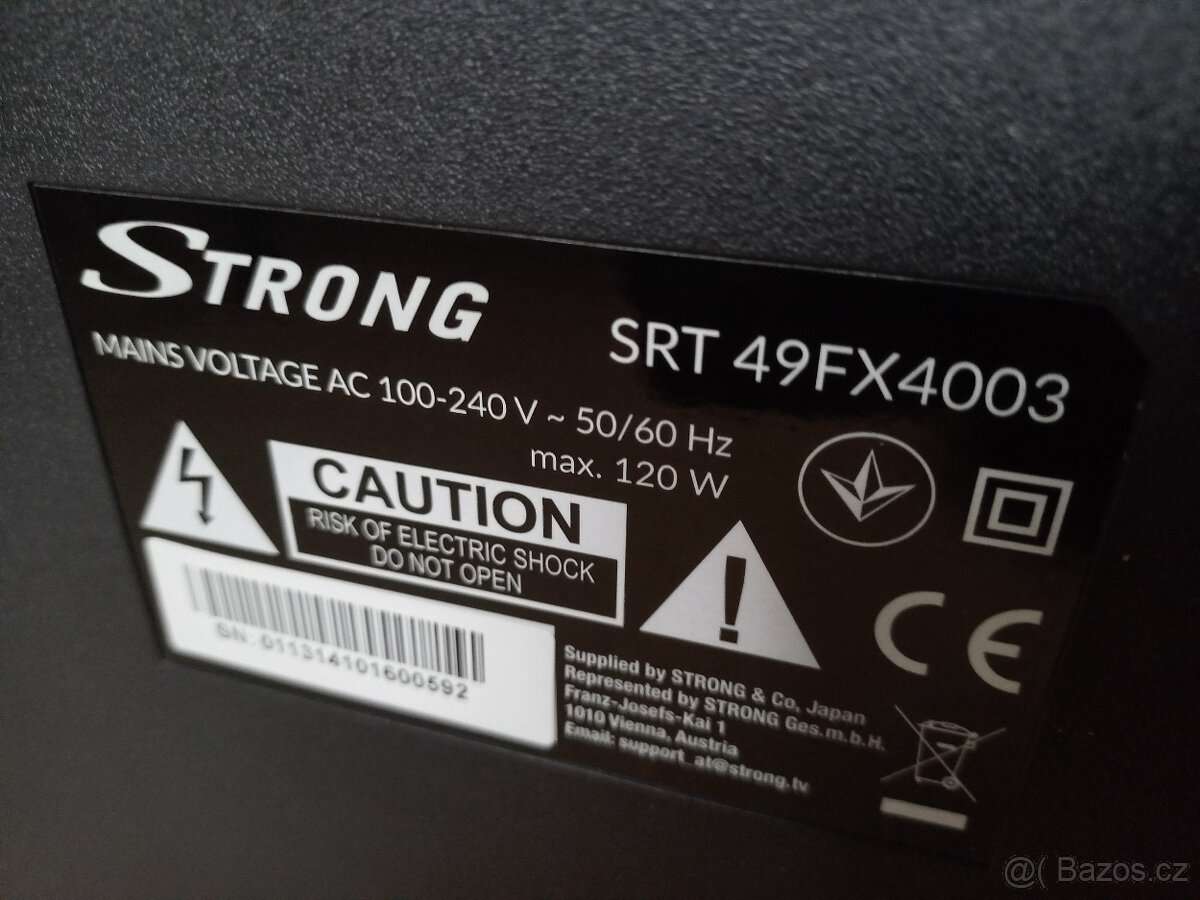 STRONG
SRT 49FX4003
MAINS VOLTAGE AC 100-240 V ~ 50/60 Hz
max. 120 W
CAUTION
RISK OF ELECTRIC SHOCK
DO NOT OPEN
SN: 01131410160​0592
Supplied by STRONG & Co, Japan
Represented by STRONG Ges.m.b.H.
Franz-Josefs-Kai 1
1010 Vienna, Austria
Email: support_at@strong.tv
CE
@( Bazos.cz